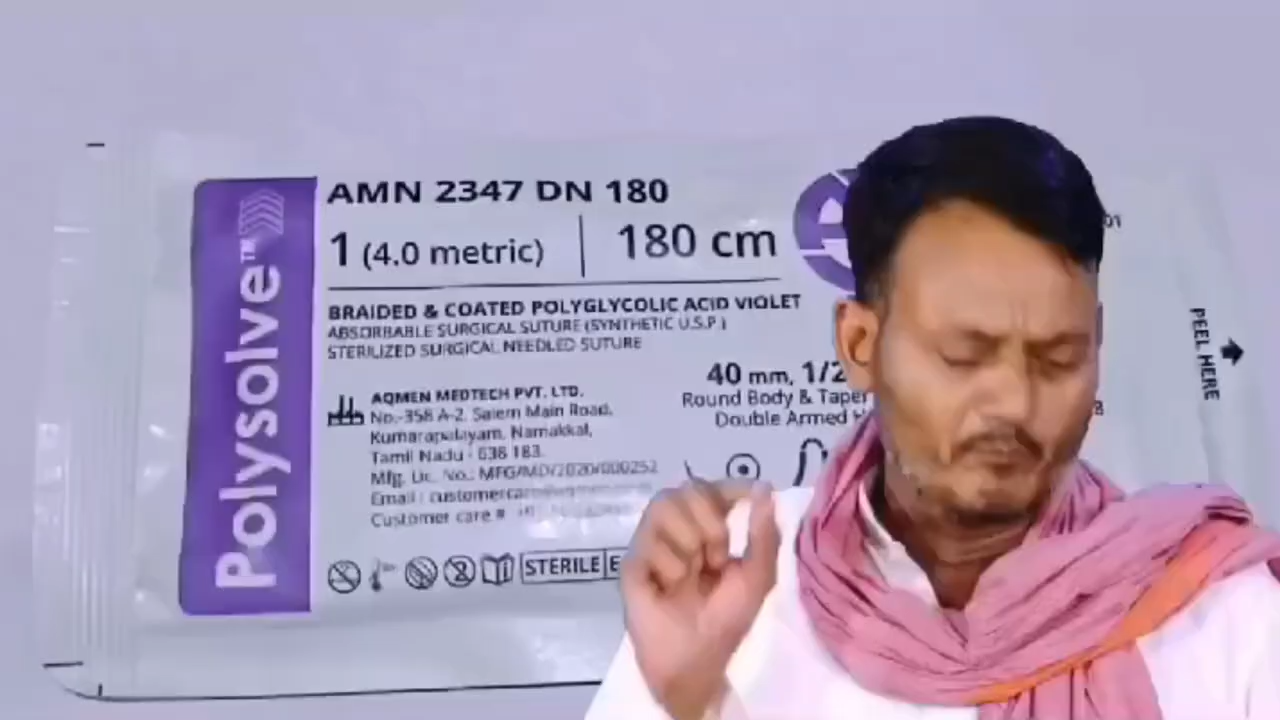 Polysolve™
AMN 2347 DN 180
1 (4.0 metric)
180 cm
BRAIDED & COATED POLYGLYCOLIC ACID VIOLET
ABSORBABLE SURGICAL SUTURE (SYNTHETIC U.S.P.)
STERILIZED SURGICAL NEEDLED SUTURE
40 mm, 1/2
Round Body & Taper
Double Armed
AQMEN MEDTECH PVT. LTD.
No.-358 A-2, Salem Main Road,
Kumarapalayam, Namakkal,
Tamil Nadu - 638 183.
Mfg. Lic. No.: MFG/MD/2020/000252
Email : customercare
Customer care #
STERILE
01
8
PEEL HERE